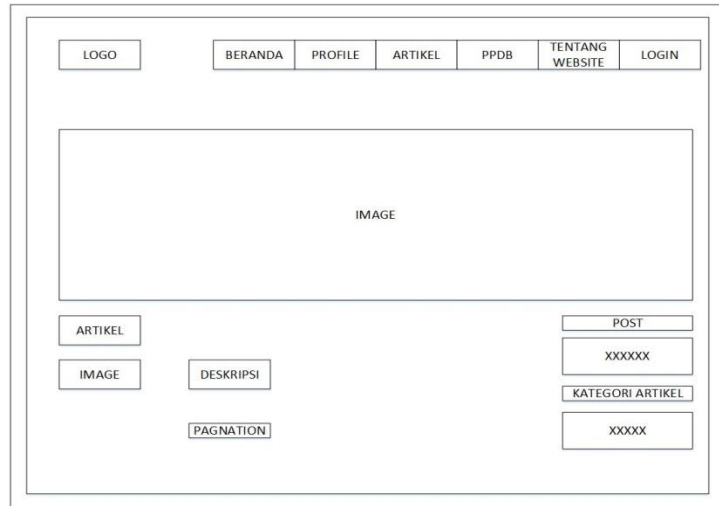 LOGO
BERANDA
PROFILE
ARTIKEL
PPDB
TENTANG
WEBSITE
LOGIN
IMAGE
ARTIKEL
IMAGE
DESKRIPSI
PAGNATION
POST
XXXXXX
KATEGORI ARTIKEL
XXXXX